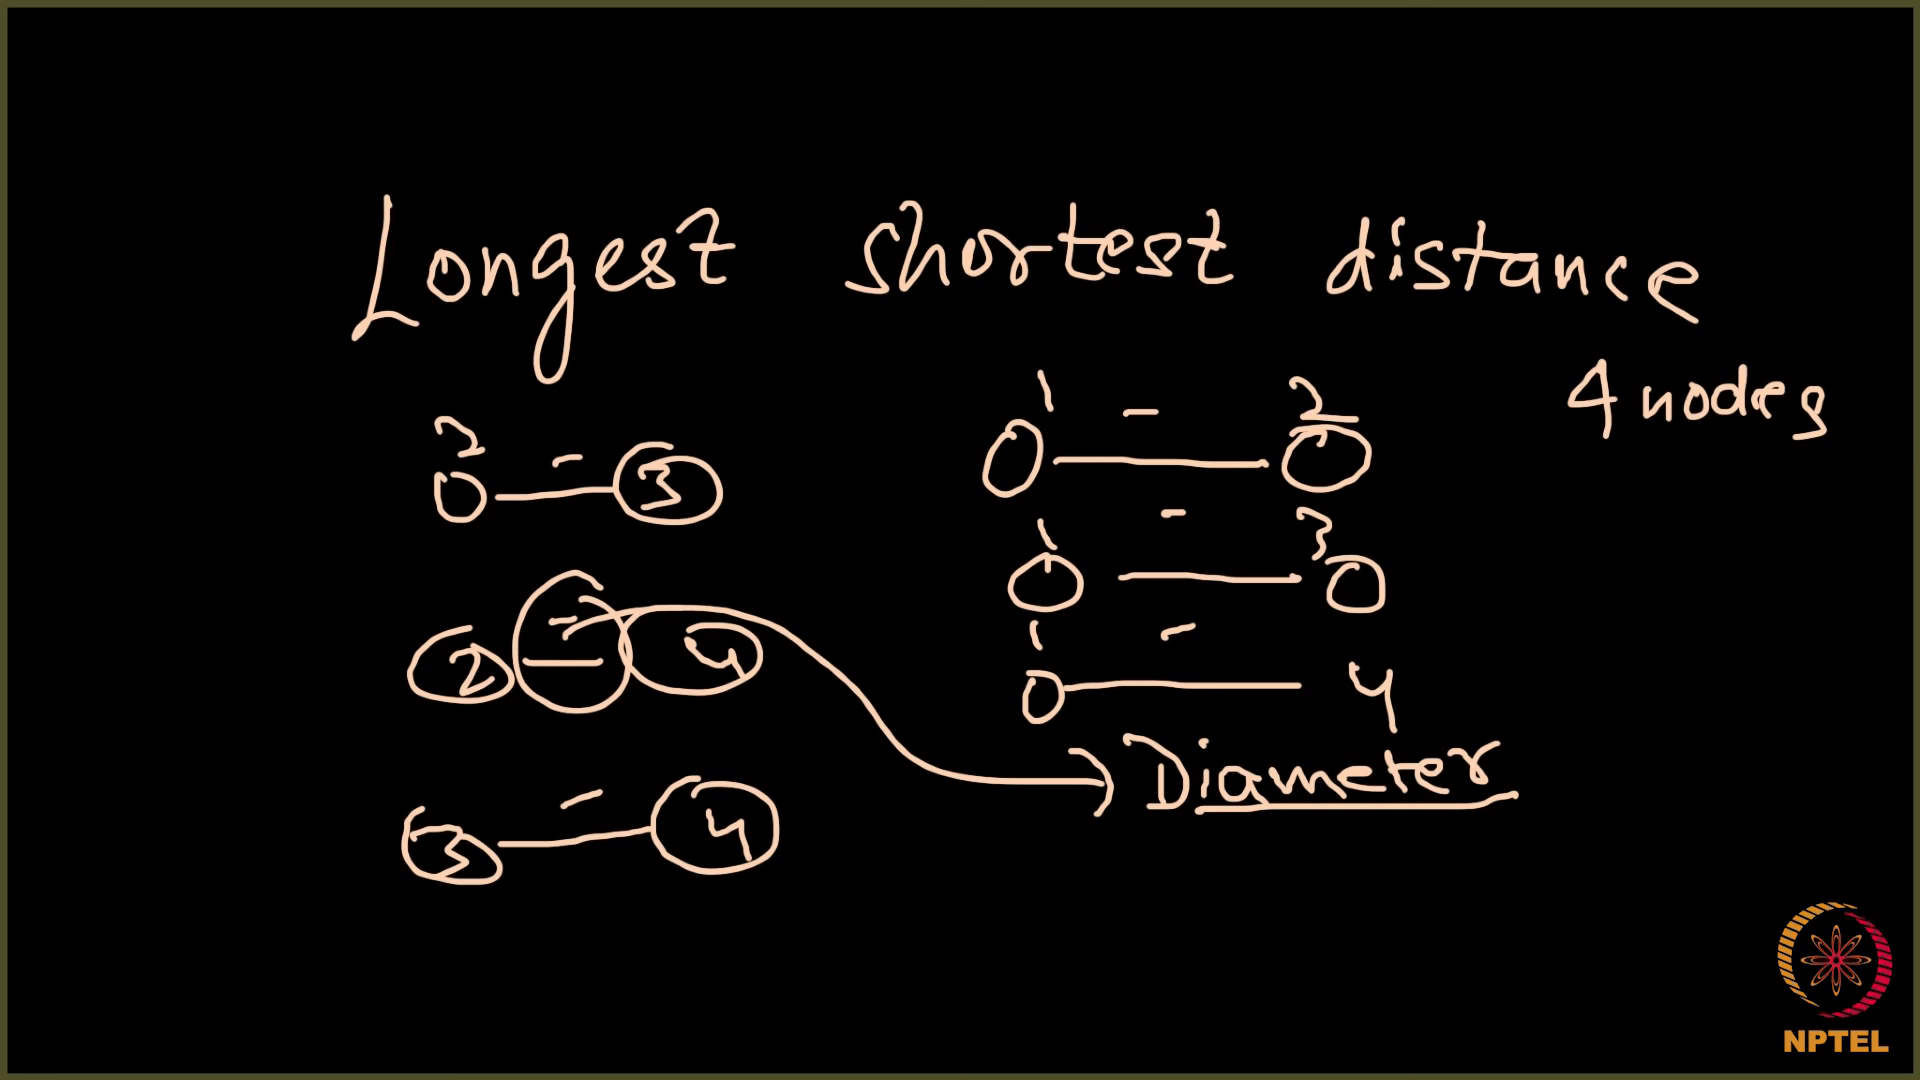 Longest shortest distance
4 nodes
1 - 2
2 - 3
1 - 3
2 - 4
1 - 4
Diameter
3 - 4
NPTEL